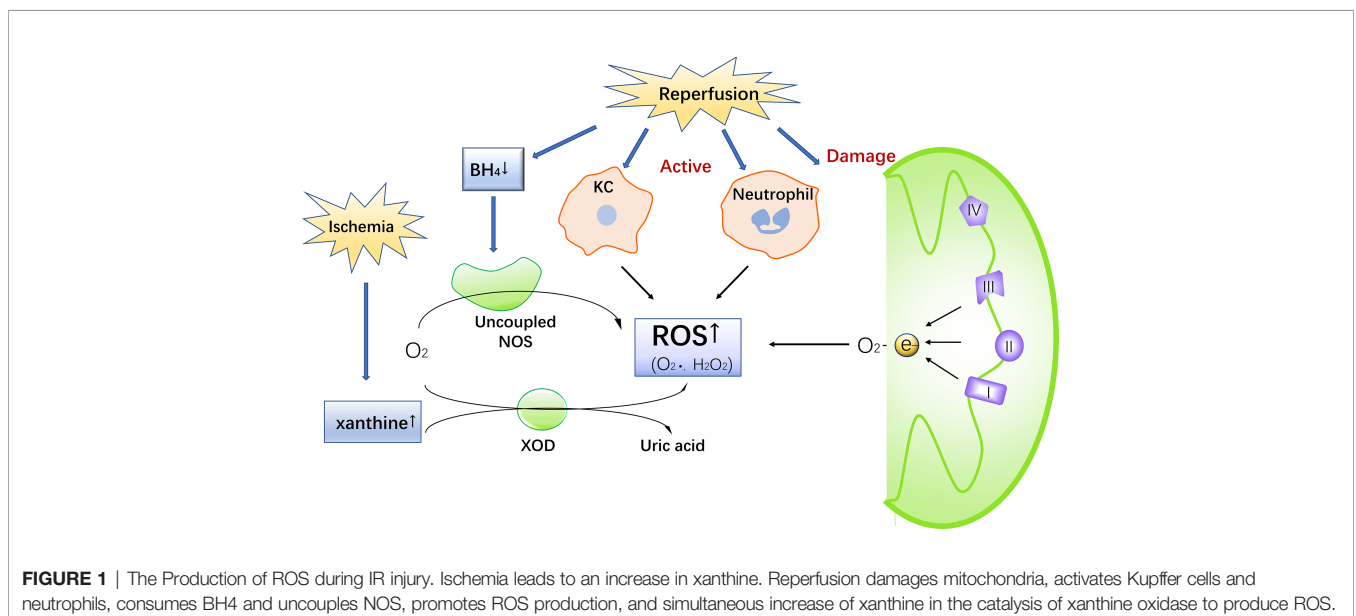 Reperfusion
Damage
Active
BH4↓
KC
Neutrophil
Ischemia
IV
III
II
I
Uncoupled
NOS
O2
ROS↑
(O2•, H2O2)
O2-
e-
xanthine↑
XOD
Uric acid
FIGURE 1 | The Production of ROS during IR injury. Ischemia leads to an increase in xanthine. Reperfusion damages mitochondria, activates Kupffer cells and
neutrophils, consumes BH4 and uncouples NOS, promotes ROS production, and simultaneous increase of xanthine in the catalysis of xanthine oxidase to produce ROS.